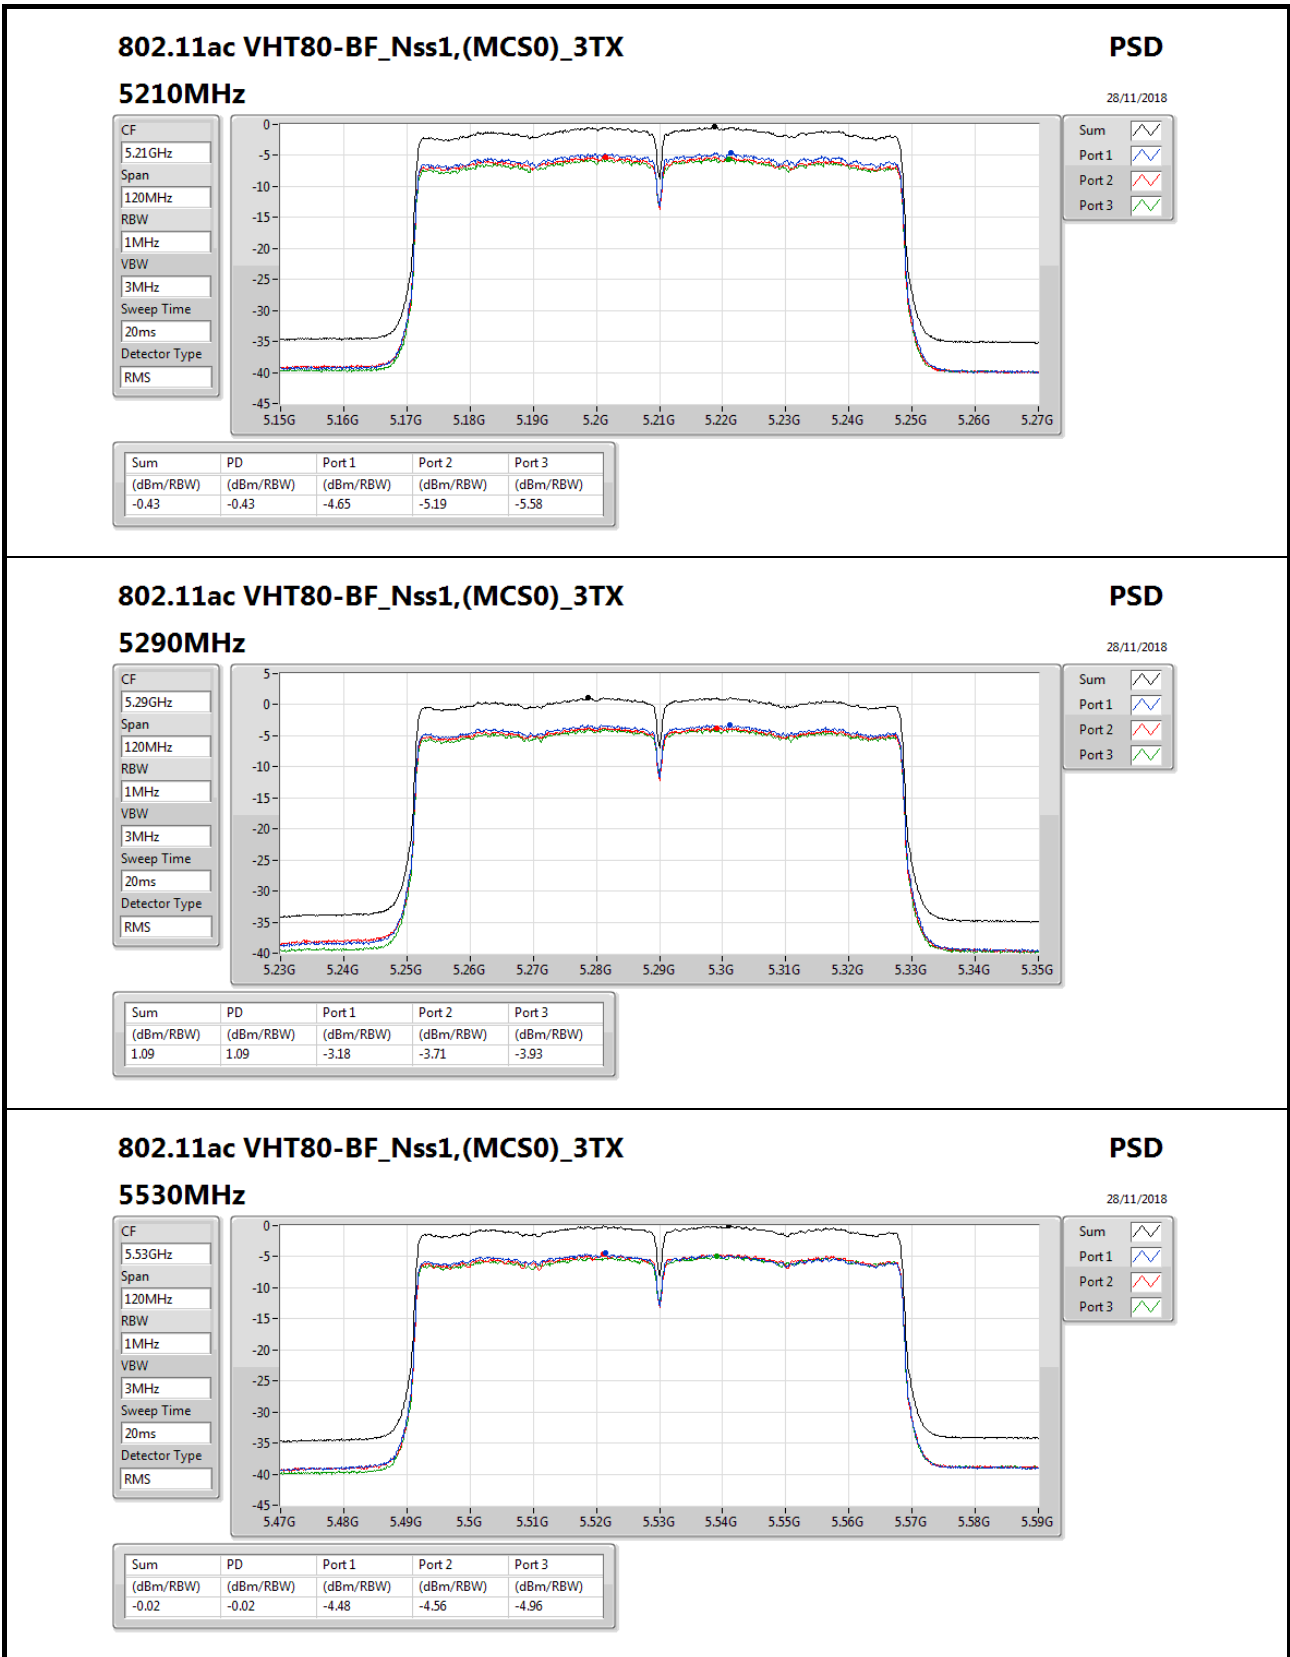 802.11ac VHT80-BF_Nss1,(MCS0)_3TX PSD
5210MHz 28/11/2018
CF
5.21GHz
Span
120MHz
RBW
1MHz
VBW
3MHz
Sweep Time
20ms
Detector Type
RMS
0
-5
-10
-15
-20
-25
-30
-35
-40
-45
5.15G 5.16G 5.17G 5.18G 5.19G 5.2G 5.21G 5.22G 5.23G 5.24G 5.25G 5.26G 5.27G
Sum
Port 1
Port 2
Port 3
Sum PD Port 1 Port 2 Port 3
(dBm/RBW) (dBm/RBW) (dBm/RBW) (dBm/RBW) (dBm/RBW)
-0.43 -0.43 -4.65 -5.19 -5.58
802.11ac VHT80-BF_Nss1,(MCS0)_3TX PSD
5290MHz 28/11/2018
CF
5.29GHz
Span
120MHz
RBW
1MHz
VBW
3MHz
Sweep Time
20ms
Detector Type
RMS
5
0
-5
-10
-15
-20
-25
-30
-35
-40
5.23G 5.24G 5.25G 5.26G 5.27G 5.28G 5.29G 5.3G 5.31G 5.32G 5.33G 5.34G 5.35G
Sum
Port 1
Port 2
Port 3
Sum PD Port 1 Port 2 Port 3
(dBm/RBW) (dBm/RBW) (dBm/RBW) (dBm/RBW) (dBm/RBW)
1.09 1.09 -3.18 -3.71 -3.93
802.11ac VHT80-BF_Nss1,(MCS0)_3TX PSD
5530MHz 28/11/2018
CF
5.53GHz
Span
120MHz
RBW
1MHz
VBW
3MHz
Sweep Time
20ms
Detector Type
RMS
0
-5
-10
-15
-20
-25
-30
-35
-40
-45
5.47G 5.48G 5.49G 5.5G 5.51G 5.52G 5.53G 5.54G 5.55G 5.56G 5.57G 5.58G 5.59G
Sum
Port 1
Port 2
Port 3
Sum PD Port 1 Port 2 Port 3
(dBm/RBW) (dBm/RBW) (dBm/RBW) (dBm/RBW) (dBm/RBW)
-0.02 -0.02 -4.48 -4.56 -4.96